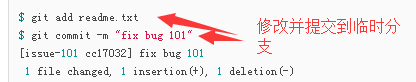 $ git add readme.txt
$ git commit -m "fix bug 101"
修改并提交到临时分
支
[issue-101 cc17032] fix bug 101
1 file changed, 1 insertion(+), 1 deletion(-)